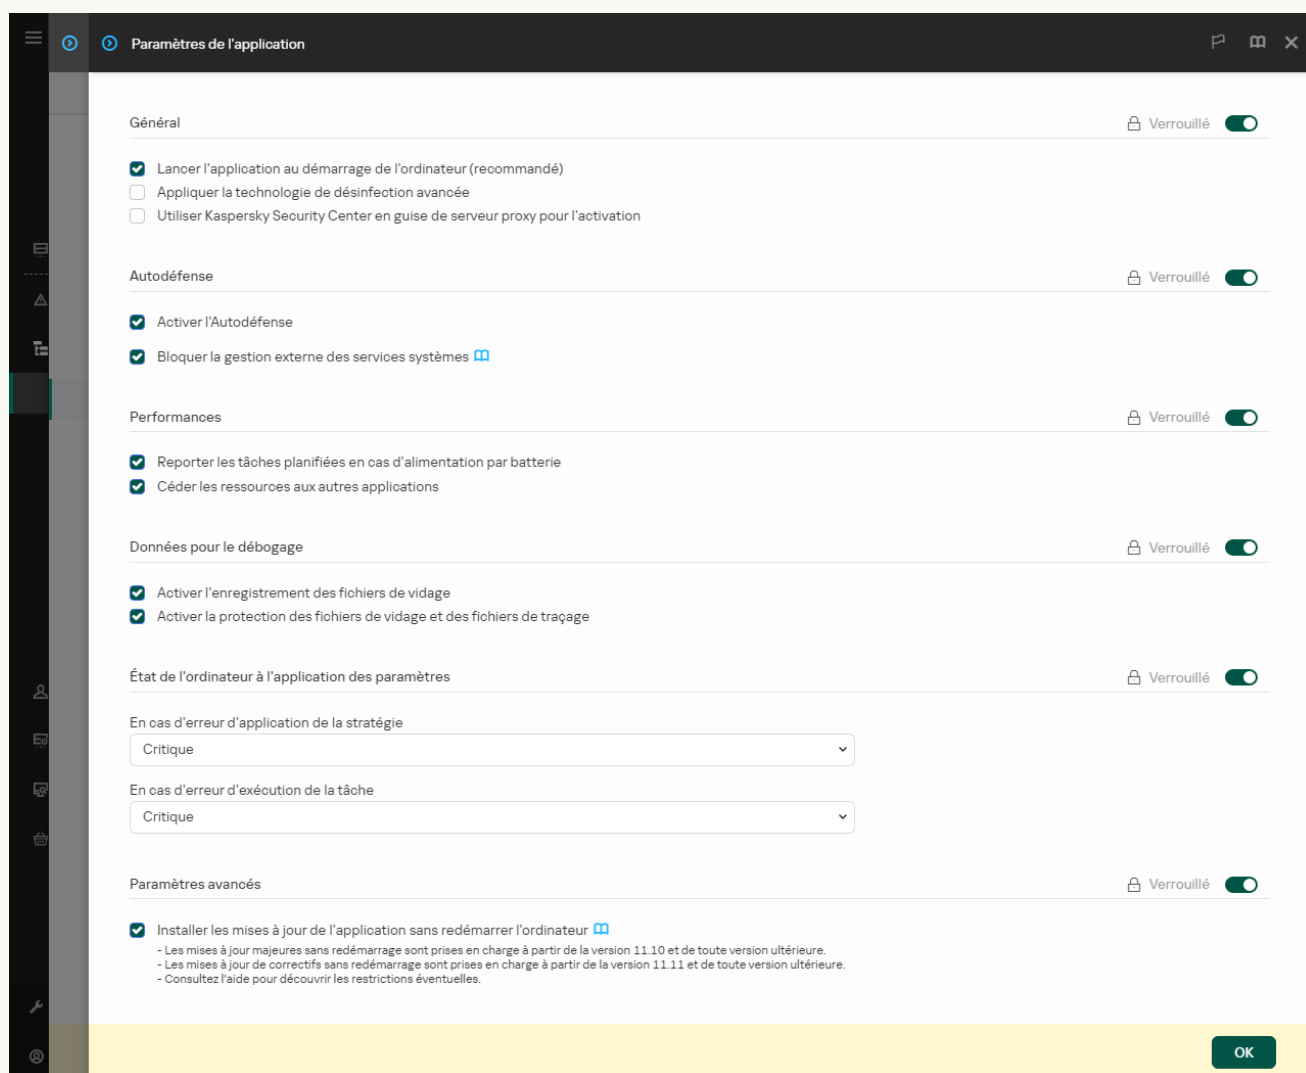 Paramètres de l'application
Général
Verrouillé
Lancer l'application au démarrage de l'ordinateur (recommandé)
Appliquer la technologie de désinfection avancée
Utiliser Kaspersky Security Center en guise de serveur proxy pour l'activation
Autodéfense
Verrouillé
Activer l'Autodéfense
Bloquer la gestion externe des services systèmes
Performances
Verrouillé
Reporter les tâches planifiées en cas d'alimentation par batterie
Céder les ressources aux autres applications
Données pour le débogage
Verrouillé
Activer l'enregistrement des fichiers de vidage
Activer la protection des fichiers de vidage et des fichiers de traçage
État de l'ordinateur à l'application des paramètres
Verrouillé
En cas d'erreur d'application de la stratégie
Critique
En cas d'erreur d'exécution de la tâche
Critique
Paramètres avancés
Verrouillé
Installer les mises à jour de l'application sans redémarrer l'ordinateur
- Les mises à jour majeures sans redémarrage sont prises en charge à partir de la version 11.10 et de toute version ultérieure.
- Les mises à jour de correctifs sans redémarrage sont prises en charge à partir de la version 11.11 et de toute version ultérieure.
- Consultez l'aide pour découvrir les restrictions éventuelles.
OK